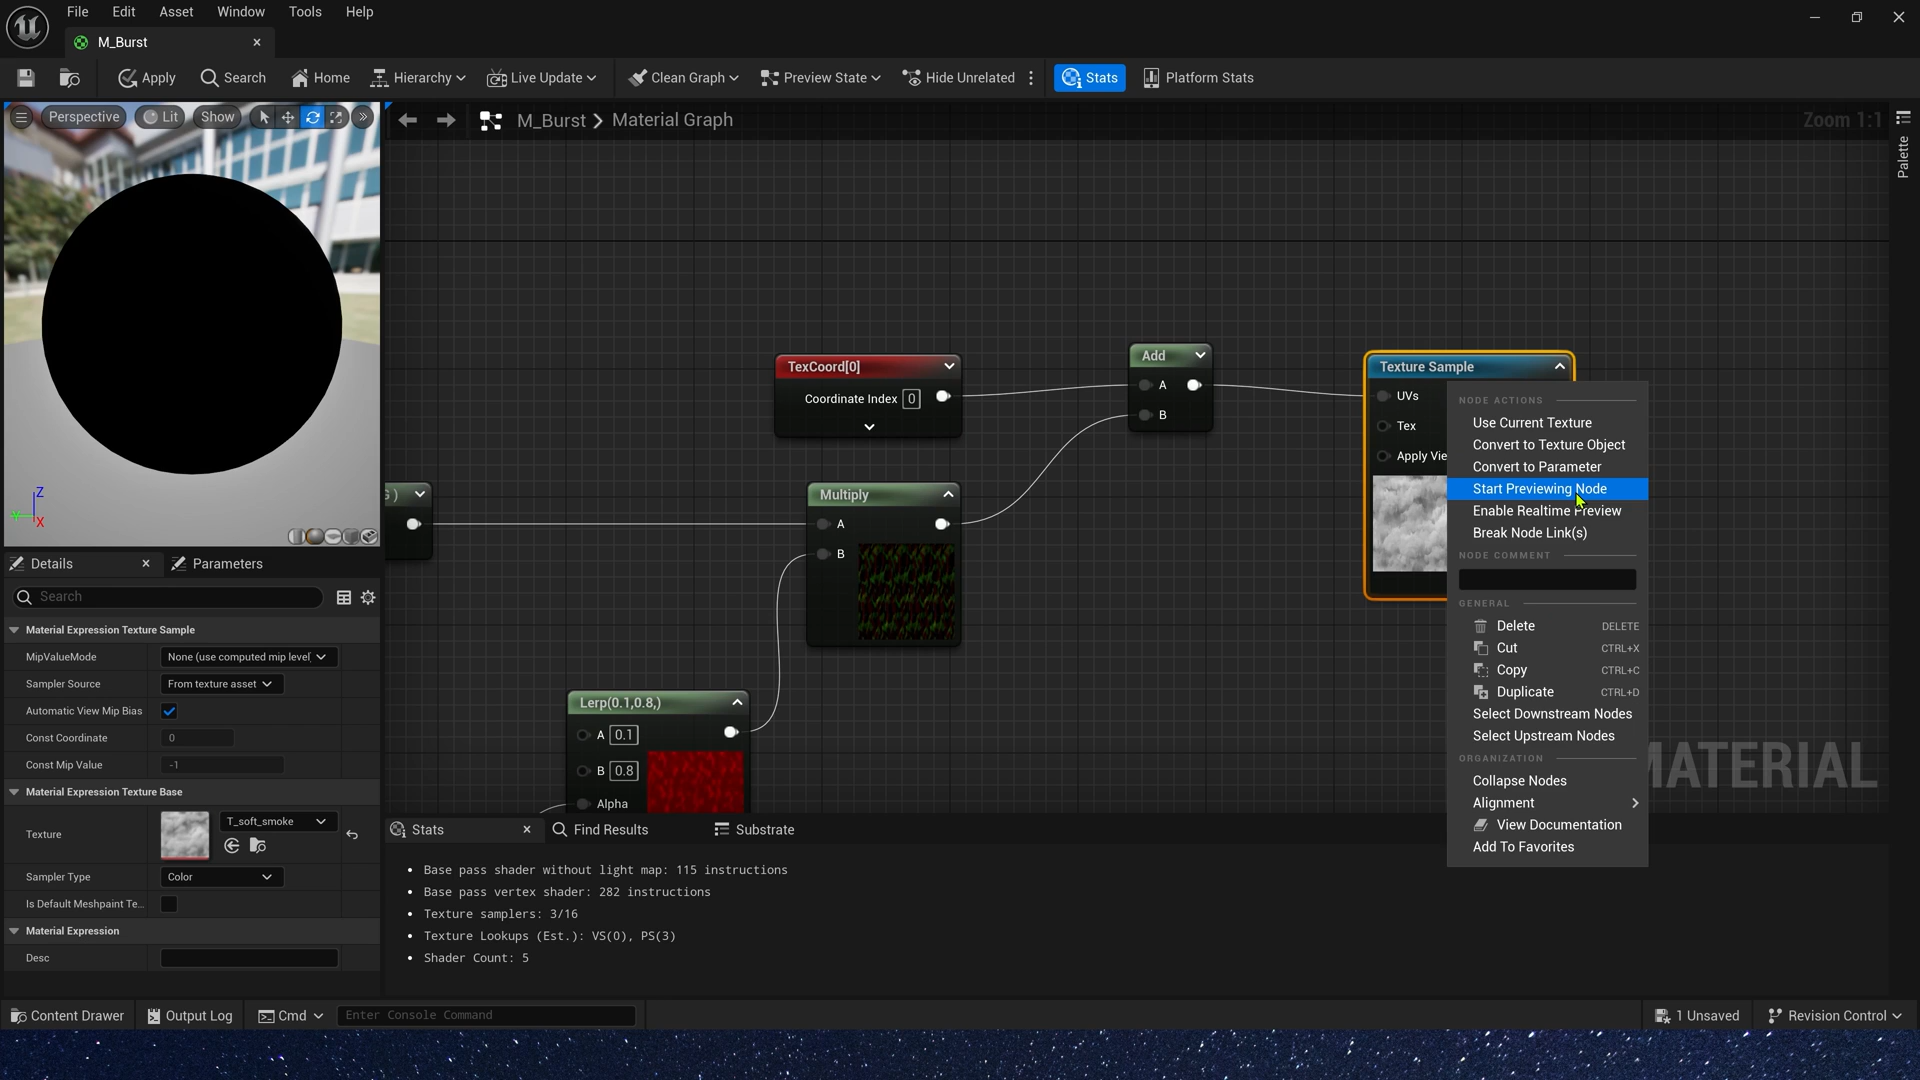 File Edit Asset Window Tools Help
M_Burst
Apply Search Home Hierarchy Live Update Clean Graph Preview State Hide Unrelated Stats Platform Stats
Perspective Lit Show
M_Burst > Material Graph
Zoom 1:1
Palette
TexCoord[0]
Coordinate Index 0
Add
A
B
Texture Sample
UVs
Tex
Apply Vie
NODE ACTIONS
Use Current Texture
Convert to Texture Object
Convert to Parameter
Start Previewing Node
Enable Realtime Preview
Break Node Link(s)
NODE COMMENT
GENERAL
Delete DELETE
Cut CTRL+X
Copy CTRL+C
Duplicate CTRL+D
Select Downstream Nodes
Select Upstream Nodes
ORGANIZATION
Collapse Nodes
Alignment
View Documentation
Add To Favorites
Multiply
A
B
Lerp(0.1,0.8,)
A 0.1
B 0.8
Alpha
MATERIAL
Z
X
Details Parameters
Search
Material Expression Texture Sample
MipValueMode None (use computed mip level)
Sampler Source From texture asset
Automatic View Mip Bias
Const Coordinate 0
Const Mip Value -1
Material Expression Texture Base
Texture T_soft_smoke
Sampler Type Color
Is Default Meshpaint Te...
Material Expression
Desc
Stats Find Results Substrate
• Base pass shader without light map: 115 instructions
• Base pass vertex shader: 282 instructions
• Texture samplers: 3/16
• Texture Lookups (Est.): VS(0), PS(3)
• Shader Count: 5
Content Drawer Output Log Cmd Enter Console Command 1 Unsaved Revision Control